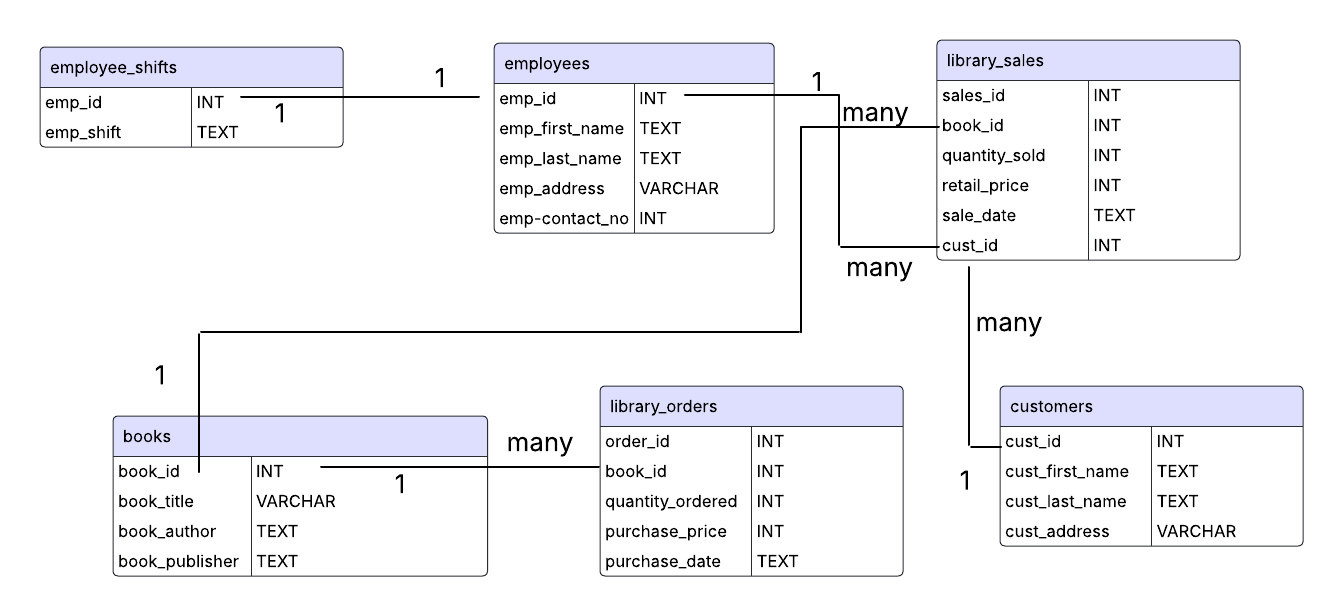 employee_shifts
emp_id INT
emp_shift TEXT
1
1
employees
emp_id INT
emp_first_name TEXT
emp_last_name TEXT
emp_address VARCHAR
emp-contact_no INT
1
many
many
library_sales
sales_id INT
book_id INT
quantity_sold INT
retail_price INT
sale_date TEXT
cust_id INT
many
1
1
books
book_id INT
book_title VARCHAR
book_author TEXT
book_publisher TEXT
1
many
library_orders
order_id INT
book_id INT
quantity_ordered INT
purchase_price INT
purchase_date TEXT
customers
cust_id INT
cust_first_name TEXT
cust_last_name TEXT
cust_address VARCHAR